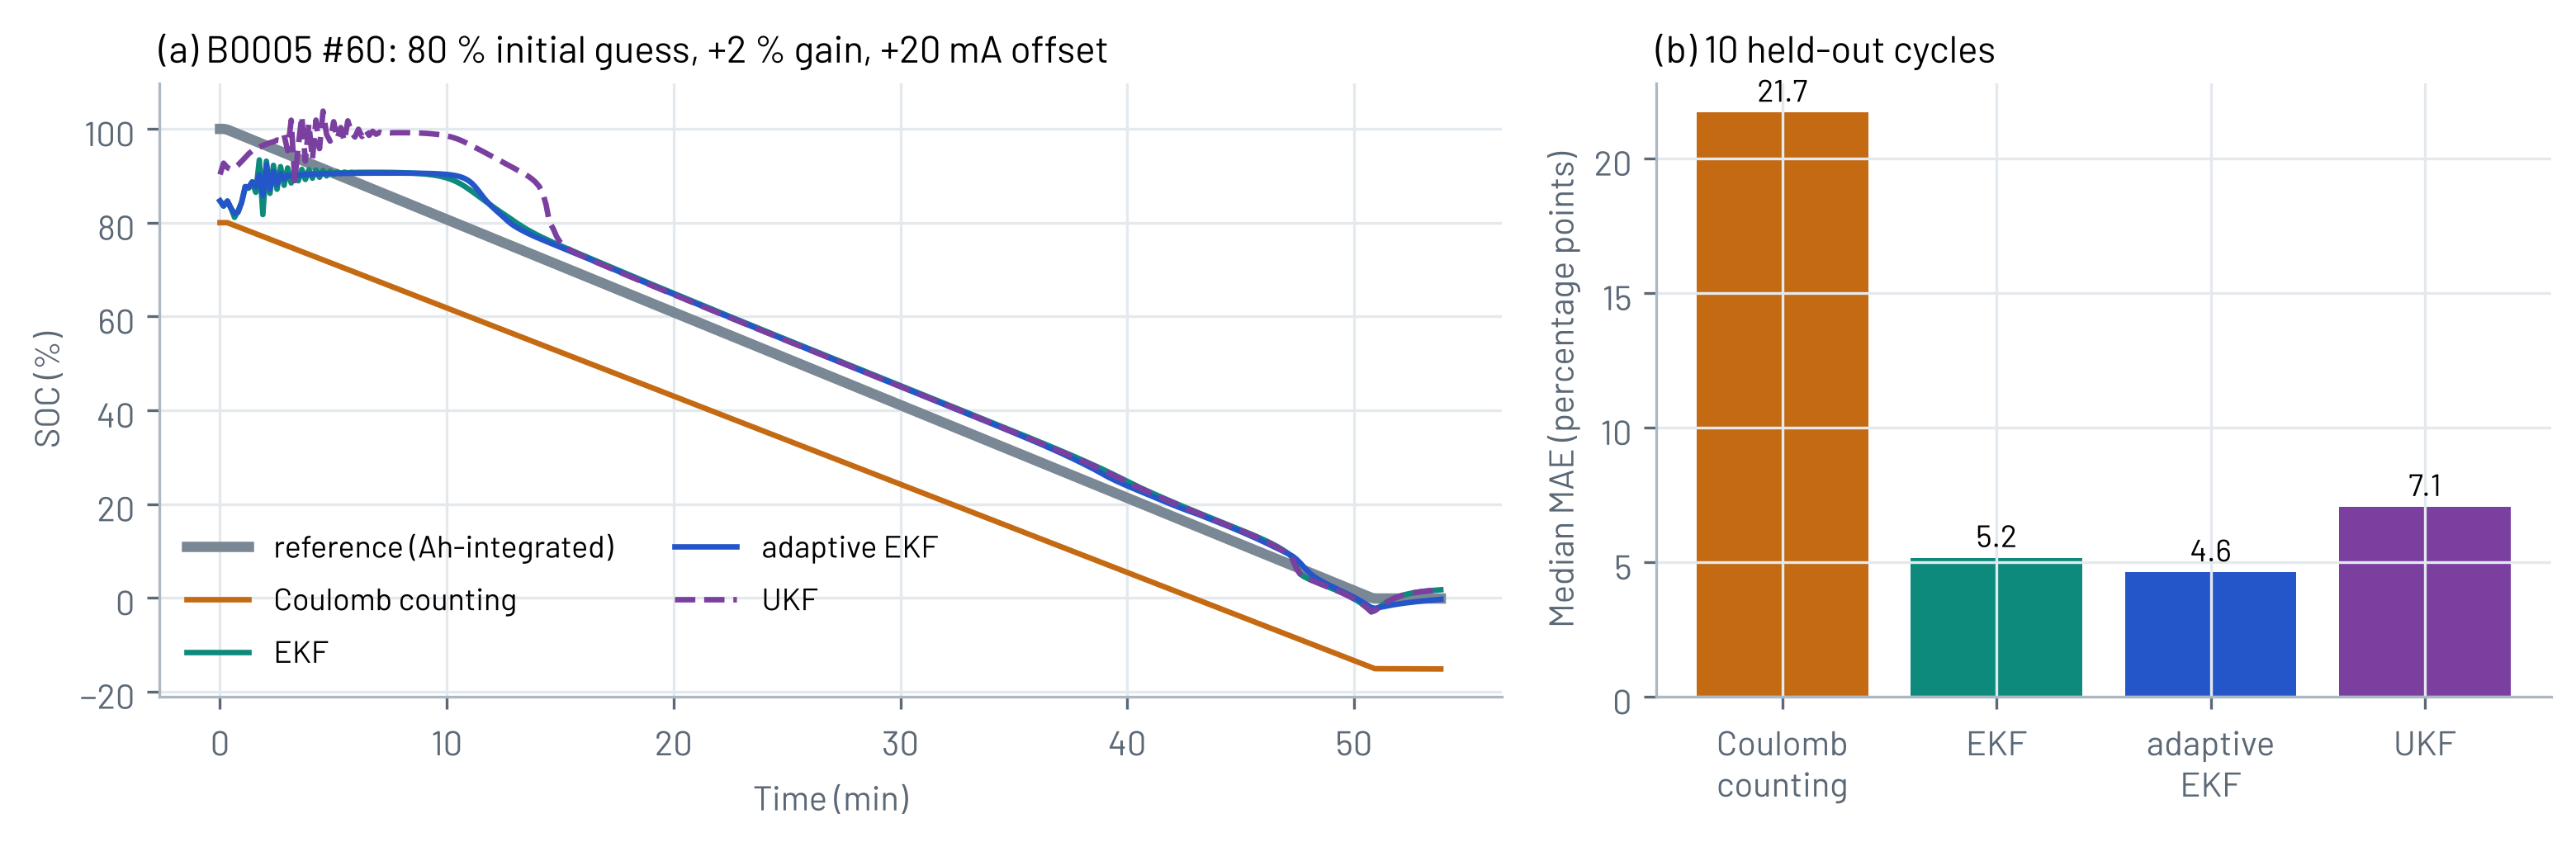 (a) B0005 #60: 80 % initial guess, +2 % gain, +20 mA offset
SOC (%)
100
80
60
40
20
0
−20
0 10 20 30 40 50
Time (min)
reference (Ah-integrated)
Coulomb counting
EKF
adaptive EKF
UKF
(b) 10 held-out cycles
Median MAE (percentage points)
20
15
10
5
0
21.7
5.2
4.6
7.1
Coulomb
counting
EKF
adaptive
EKF
UKF